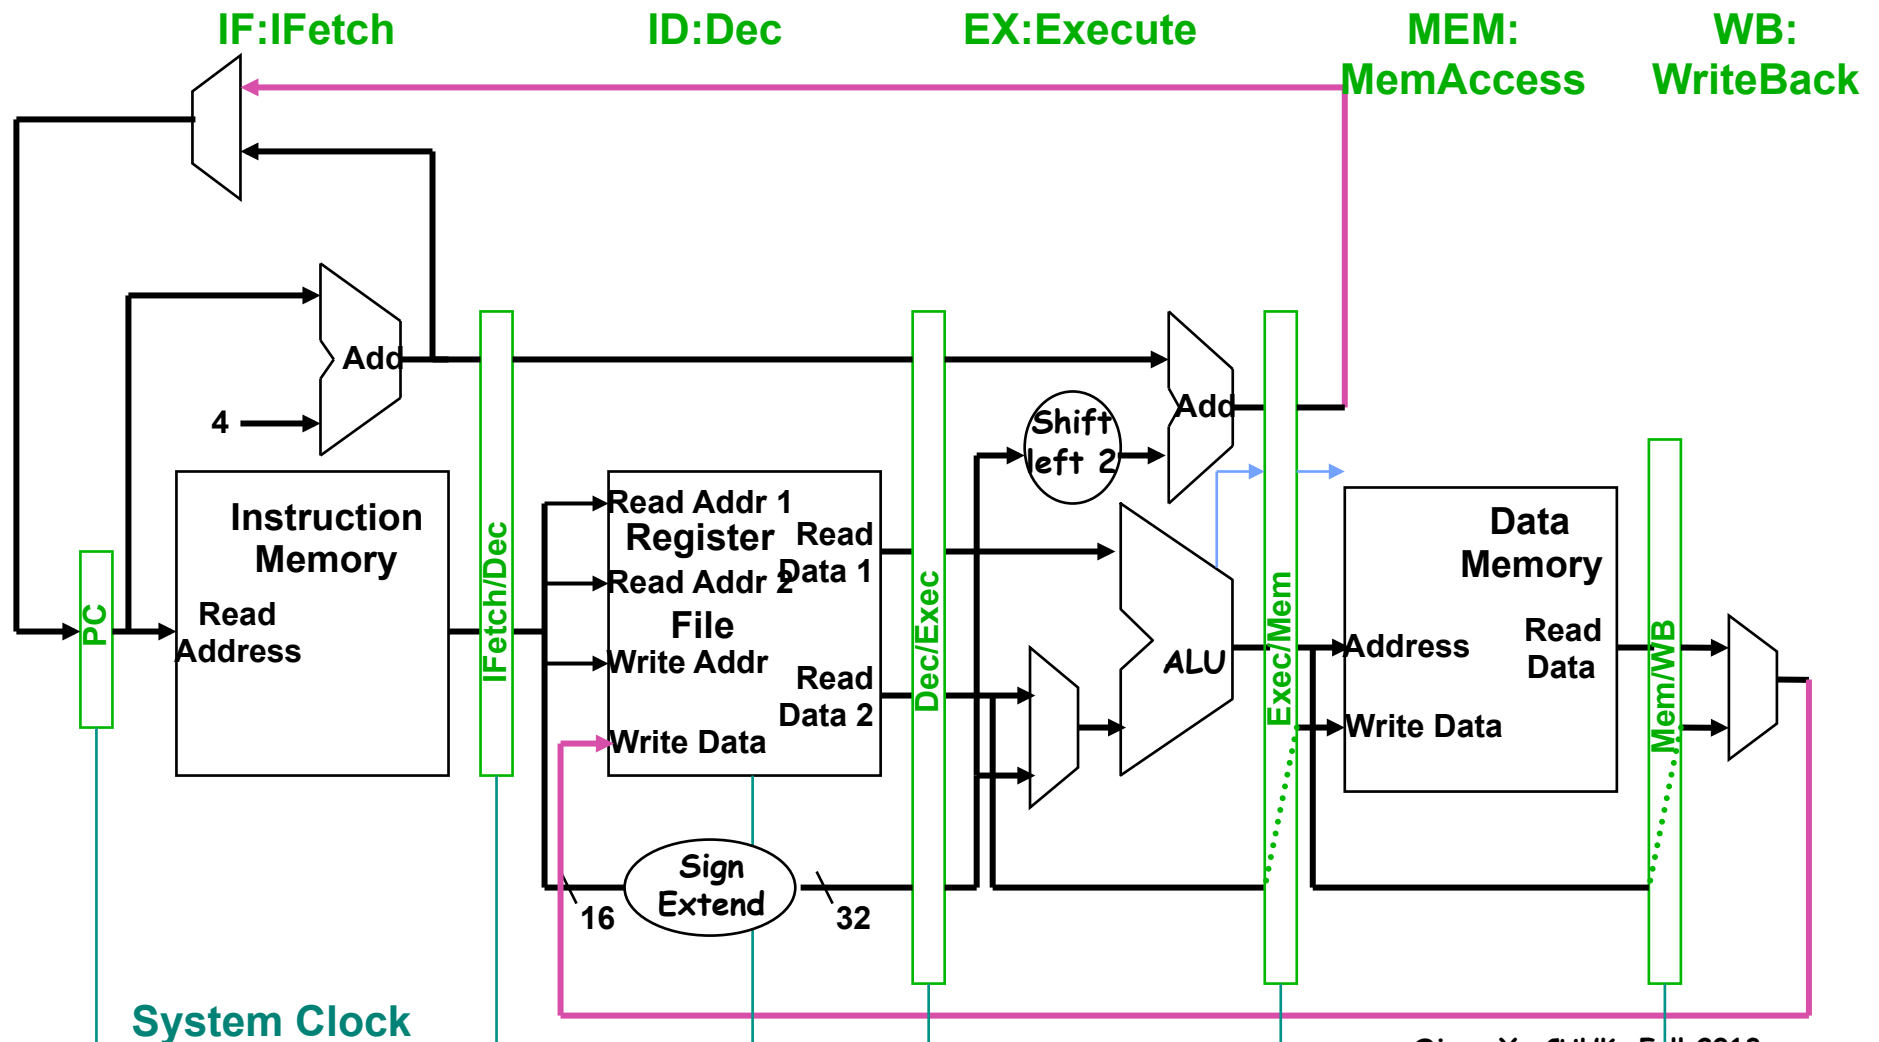 IF:IFetch
ID:Dec
EX:Execute
MEM:
MemAccess
WB:
WriteBack
Add
4
Instruction
Memory
Read
Address
PC
IFetch/Dec
Read Addr 1
Register
Read Addr 2
File
Write Addr
Write Data
Read
Data 1
Read
Data 2
Sign
Extend
16
32
Dec/Exec
Shift
left 2
Add
ALU
Exec/Mem
Data
Memory
Address
Read
Data
Write Data
Mem/WB
System Clock